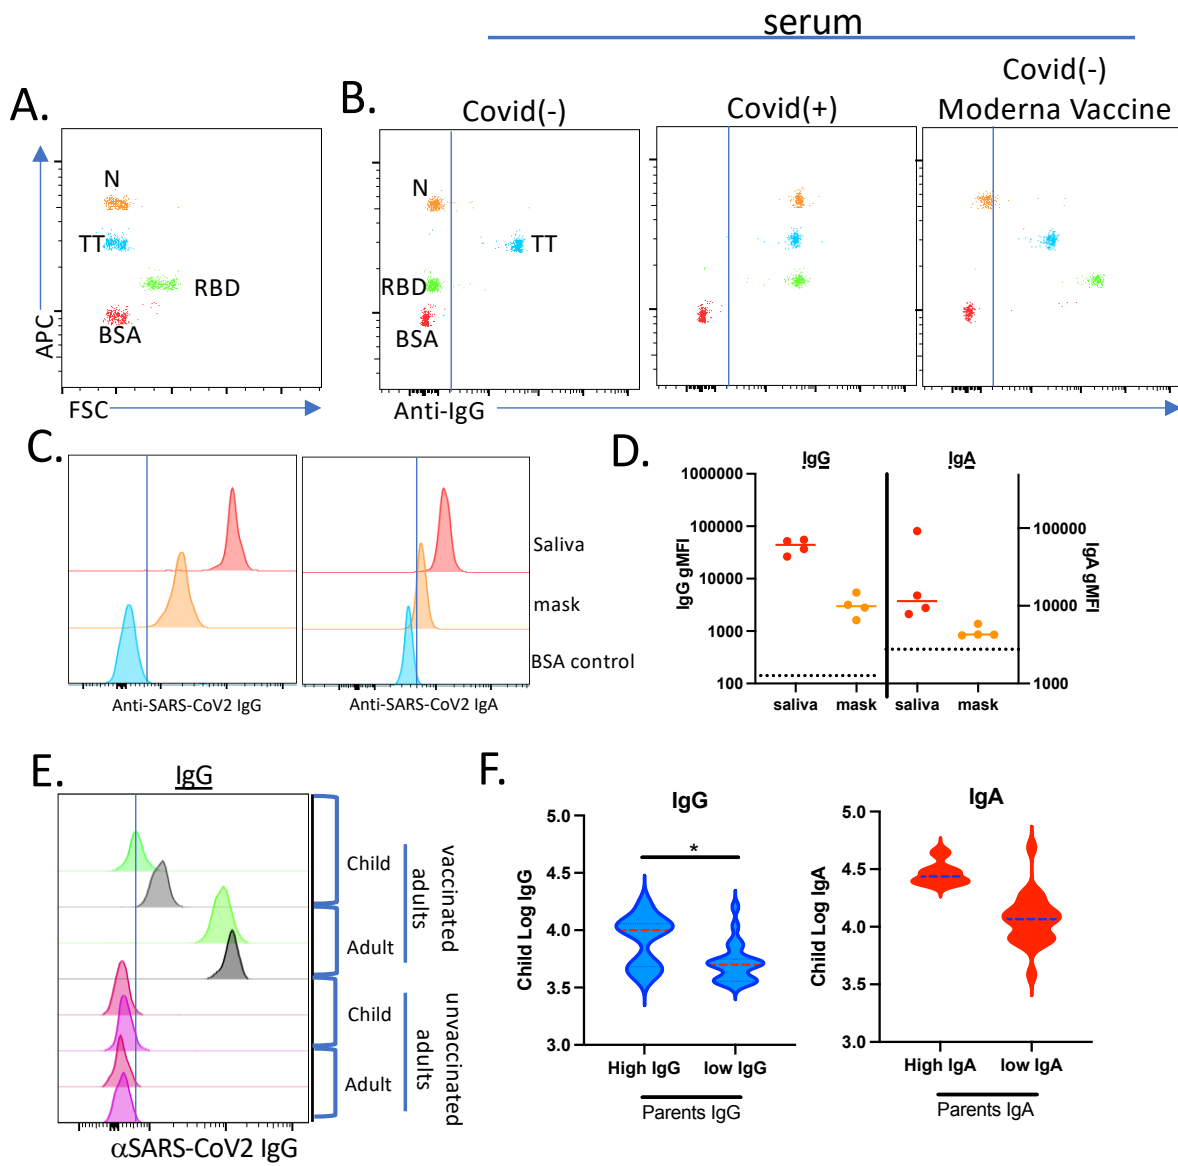 serum
A.
B.
Covid(-)
Covid(+)
Covid(-)
Moderna Vaccine
N
TT
RBD
BSA
APC
FSC
N
TT
RBD
BSA
Anti-IgG
C.
Saliva
mask
BSA control
Anti-SARS-CoV2 IgG
Anti-SARS-CoV2 IgA
D.
IgG
IgA
1000000
100000
10000
1000
100
IgG gMFI
100000
10000
1000
IgA gMFI
saliva
mask
saliva
mask
E.
IgG
Child
Adult
vaccinated
adults
Child
Adult
unvaccinated
adults
αSARS-CoV2 IgG
F.
IgG
5.0
4.5
4.0
3.5
3.0
Child Log IgG
*
High IgG
low IgG
Parents IgG
IgA
5.0
4.5
4.0
3.5
3.0
Child Log IgA
High IgA
low IgA
Parents IgA